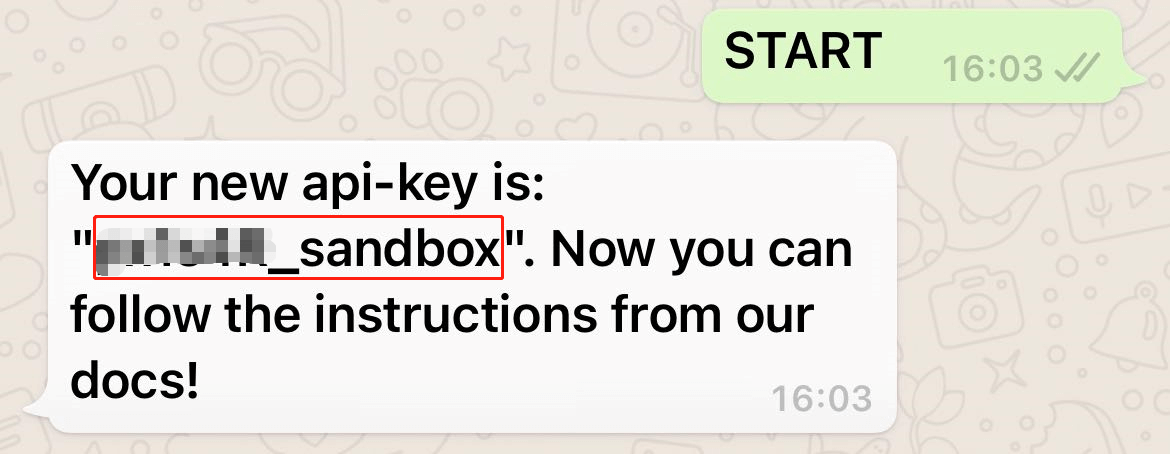 START
16:03
Your new api-key is:
"_sandbox". Now you can
follow the instructions from our
docs!
16:03